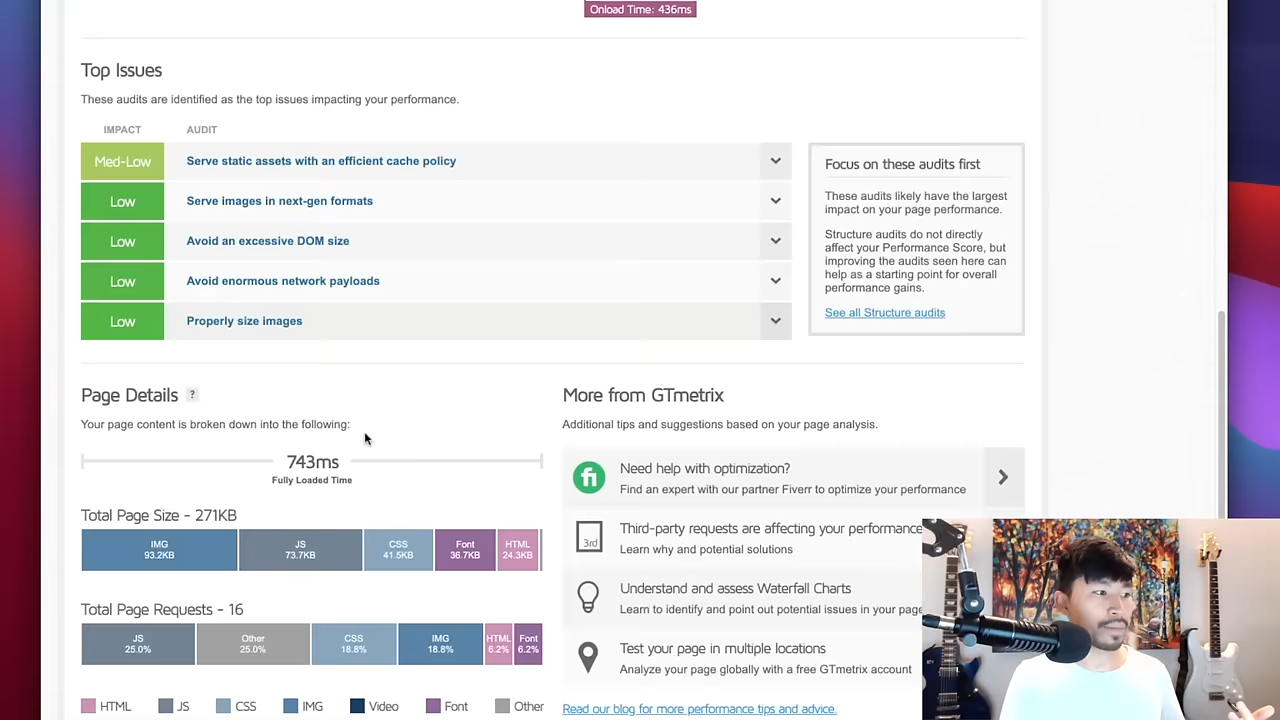 Onload Time: 436ms
Top Issues
These audits are identified as the top issues impacting your performance.
IMPACT AUDIT
Med-Low Serve static assets with an efficient cache policy
Low Serve images in next-gen formats
Low Avoid an excessive DOM size
Low Avoid enormous network payloads
Low Properly size images
Focus on these audits first
These audits likely have the largest
impact on your page performance.
Structure audits do not directly
affect your Performance Score, but
improving the audits seen here can
help as a starting point for overall
performance gains.
See all Structure audits
Page Details ?
Your page content is broken down into the following:
743ms
Fully Loaded Time
Total Page Size - 271KB
IMG JS CSS Font HTML
93.2KB 73.7KB 41.5KB 36.7KB 24.3KB
Total Page Requests - 16
JS Other CSS IMG HTML Font
25.0% 25.0% 18.8% 18.8% 6.2% 6.2%
HTML JS CSS IMG Video Font Other
More from GTmetrix
Additional tips and suggestions based on your page analysis.
fi
Need help with optimization?
Find an expert with our partner Fiverr to optimize your performance
3rd
Third-party requests are affecting your performance
Learn why and potential solutions
Understand and assess Waterfall Charts
Learn to identify and point out potential issues in your page
Test your page in multiple locations
Analyze your page globally with a free GTmetrix account
Read our blog for more performance tips and advice.